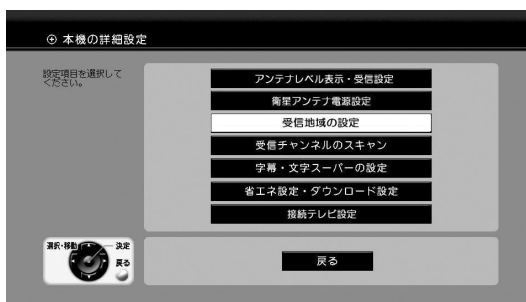 本機の詳細設定
設定項目を選択して
ください。
アンテナレベル表示・受信設定
衛星アンテナ電源設定
受信地域の設定
受信チャンネルのスキャン
字幕・文字スーパーの設定
省エネ設定・ダウンロード設定
接続テレビ設定
選択・移動
決定
戻る
戻る